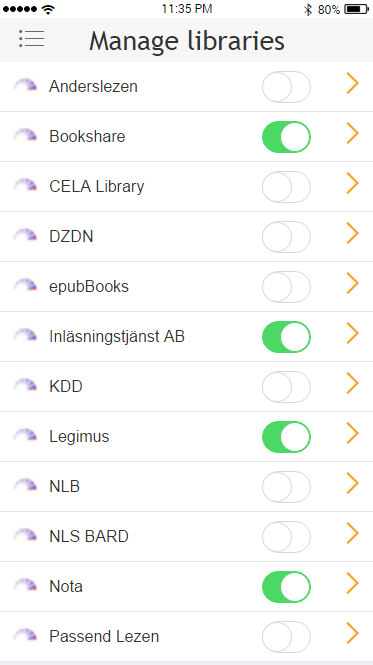 11:35 PM 80%
Manage libraries
Anderslezen
Bookshare
CELA Library
DZDN
epubBooks
Inläsningstjänst AB
KDD
Legimus
NLB
NLS BARD
Nota
Passend Lezen